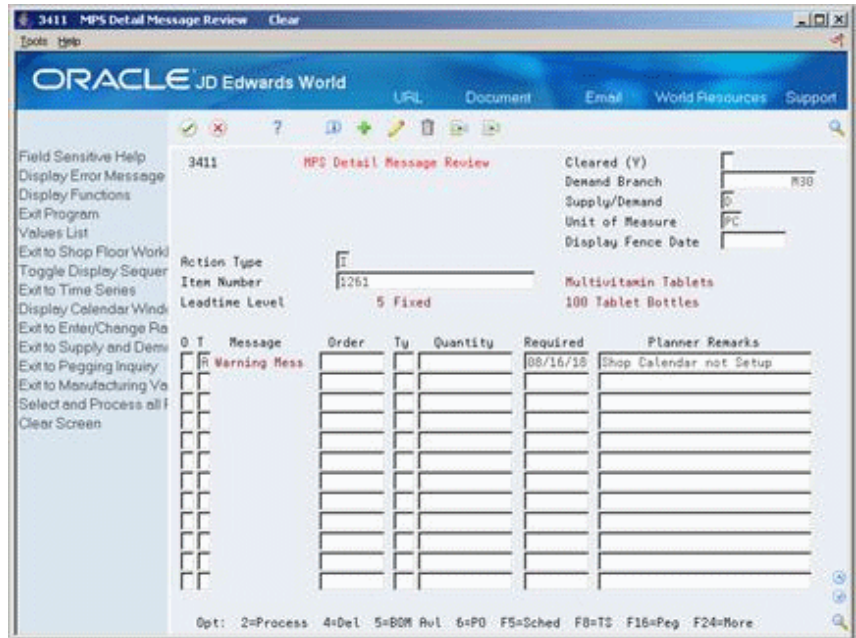 3411 MPS Detail Message Review Clear
Tools Help
ORACLE JD Edwards World
URL Document Email World Resources Support
Field Sensitive Help
Display Error Message
Display Functions
Exit Program
Values List
Exit to Shop Floor Workl
Toggle Display Sequer
Exit to Time Series
Display Calendar Windo
Exit to Enter/Change Ra
Exit to Supply and Dema
Exit to Pegging Inquiry
Exit to Manufacturing Va
Select and Process all F
Clear Screen
3411 MPS Detail Message Review
Cleared (Y)
Demand Branch M30
Supply/Demand D
Unit of Measure PC
Display Fence Date
Action Type I
Item Number 1261 Multivitamin Tablets
Leadtime Level 5 Fixed 100 Tablet Bottles
O T Message Order Ty Quantity Required Planner Remarks
A Warning Mess 08/16/18 Shop Calendar not Setup
Opt: 2=Process 4=Del 5=BOM Avl 6=PO F5=Sched F8=TS F16=Peg F24=More